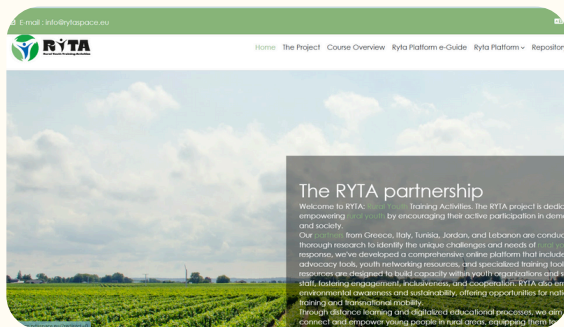 E-mail : info@rytaspace.eu
RYTA
Rural Youth Training Activities
Home The Project Course Overview Ryta Platform e-Guide Ryta Platform Repositor
The RYTA partnership
Welcome to RYTA: Rural Youth Training Activities. The RYTA project is dedic
empowering rural youth by encouraging their active participation in demo
and society.
Our partners from Greece, Italy, Tunisia, Jordan, and Lebanon are conduc
thorough research to identify the unique challenges and needs of rural yo
response, we've developed a comprehensive online platform that include
advocacy tools, youth networking resources, and specialized training tool
resources are designed to build capacity within youth organizations and s
staff, fostering engagement, inclusiveness, and cooperation. RYTA also em
environmental awareness and sustainability, offering opportunities for natio
training and transnational mobility.
Through distance learning and digitalized educational processes, we aim
connect and empower young people in rural areas, equipping them to